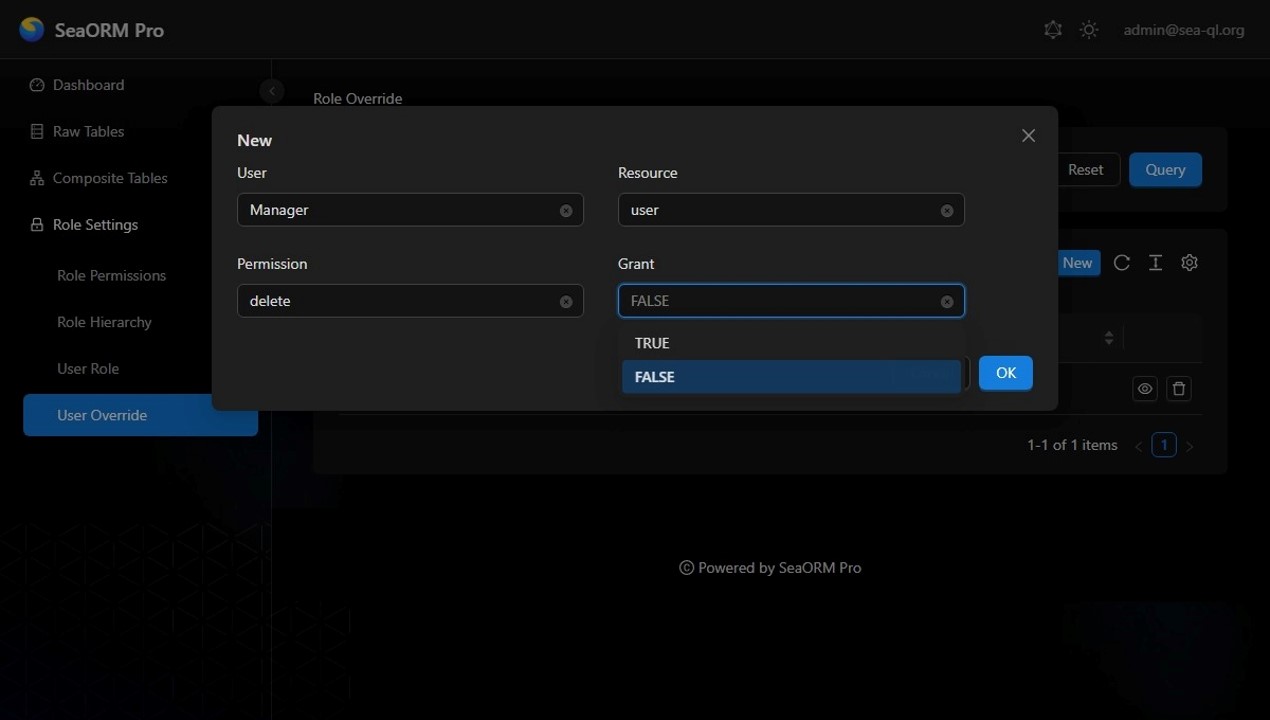 SeaORM Pro
admin@sea-ql.org
Dashboard
Raw Tables
Composite Tables
Role Settings
Role Permissions
Role Hierarchy
User Role
User Override
Role Override
Reset
Query
New
New
User
Resource
Manager
user
Permission
Grant
delete
FALSE
TRUE
FALSE
OK
1-1 of 1 items
1
© Powered by SeaORM Pro